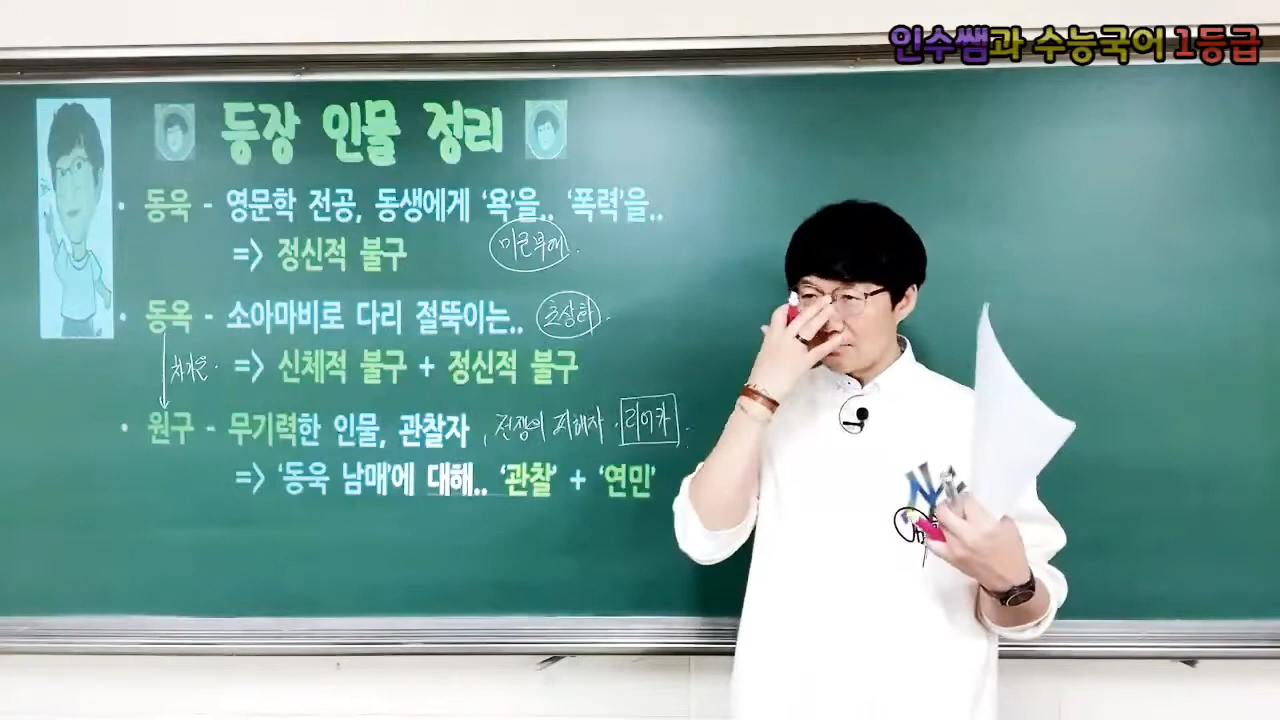 인수쌤과 수능국어 1등급
등장 인물 정리
· 동욱 - 영문학 전공, 동생에게 ‘욕’을.. ‘폭력’을..
=> 정신적 불구
미군부대.
· 동옥 - 소아마비로 다리 절뚝이는.. 초상화.
차가운. => 신체적 불구 + 정신적 불구
· 원구 - 무기력한 인물, 관찰자, 전쟁의 피해자. 리어카.
=> ‘동욱 남매’에 대해.. ‘관찰’ + ‘연민’
NY